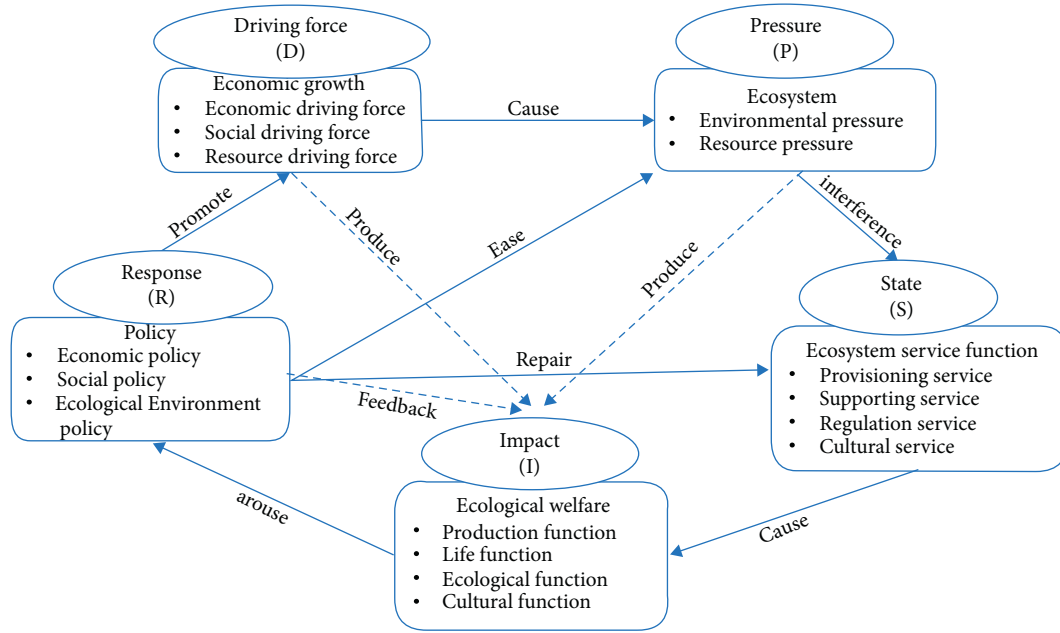 Driving force
(D)
Economic growth
• Economic driving force
• Social driving force
• Resource driving force
Cause
Pressure
(P)
Ecosystem
• Environmental pressure
• Resource pressure
Promote
Produce
Ease
Produce
interference
Response
(R)
Policy
• Economic policy
• Social policy
• Ecological Environment
policy
Repair
Feedback
State
(S)
Ecosystem service function
• Provisioning service
• Supporting service
• Regulation service
• Cultural service
Impact
(I)
Ecological welfare
• Production function
• Life function
• Ecological function
• Cultural function
arouse
Cause